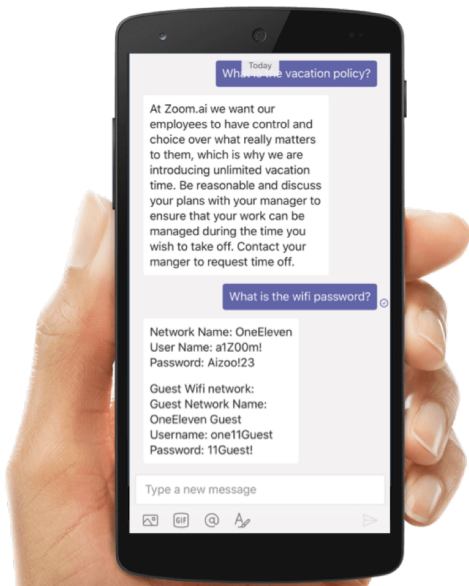 Today
What is the vacation policy?
At Zoom.ai we want our
employees to have control and
choice over what really matters
to them, which is why we are
introducing unlimited vacation
time. Be reasonable and discuss
your plans with your manager to
ensure that your work can be
managed during the time you
wish to take off. Contact your
manger to request time off.
What is the wifi password?
Network Name: OneEleven
User Name: a1Z00m!
Password: Aizoo!23
Guest Wifi network:
Guest Network Name:
OneEleven Guest
Username: one11Guest
Password: 11Guest!
Type a new message
GIF